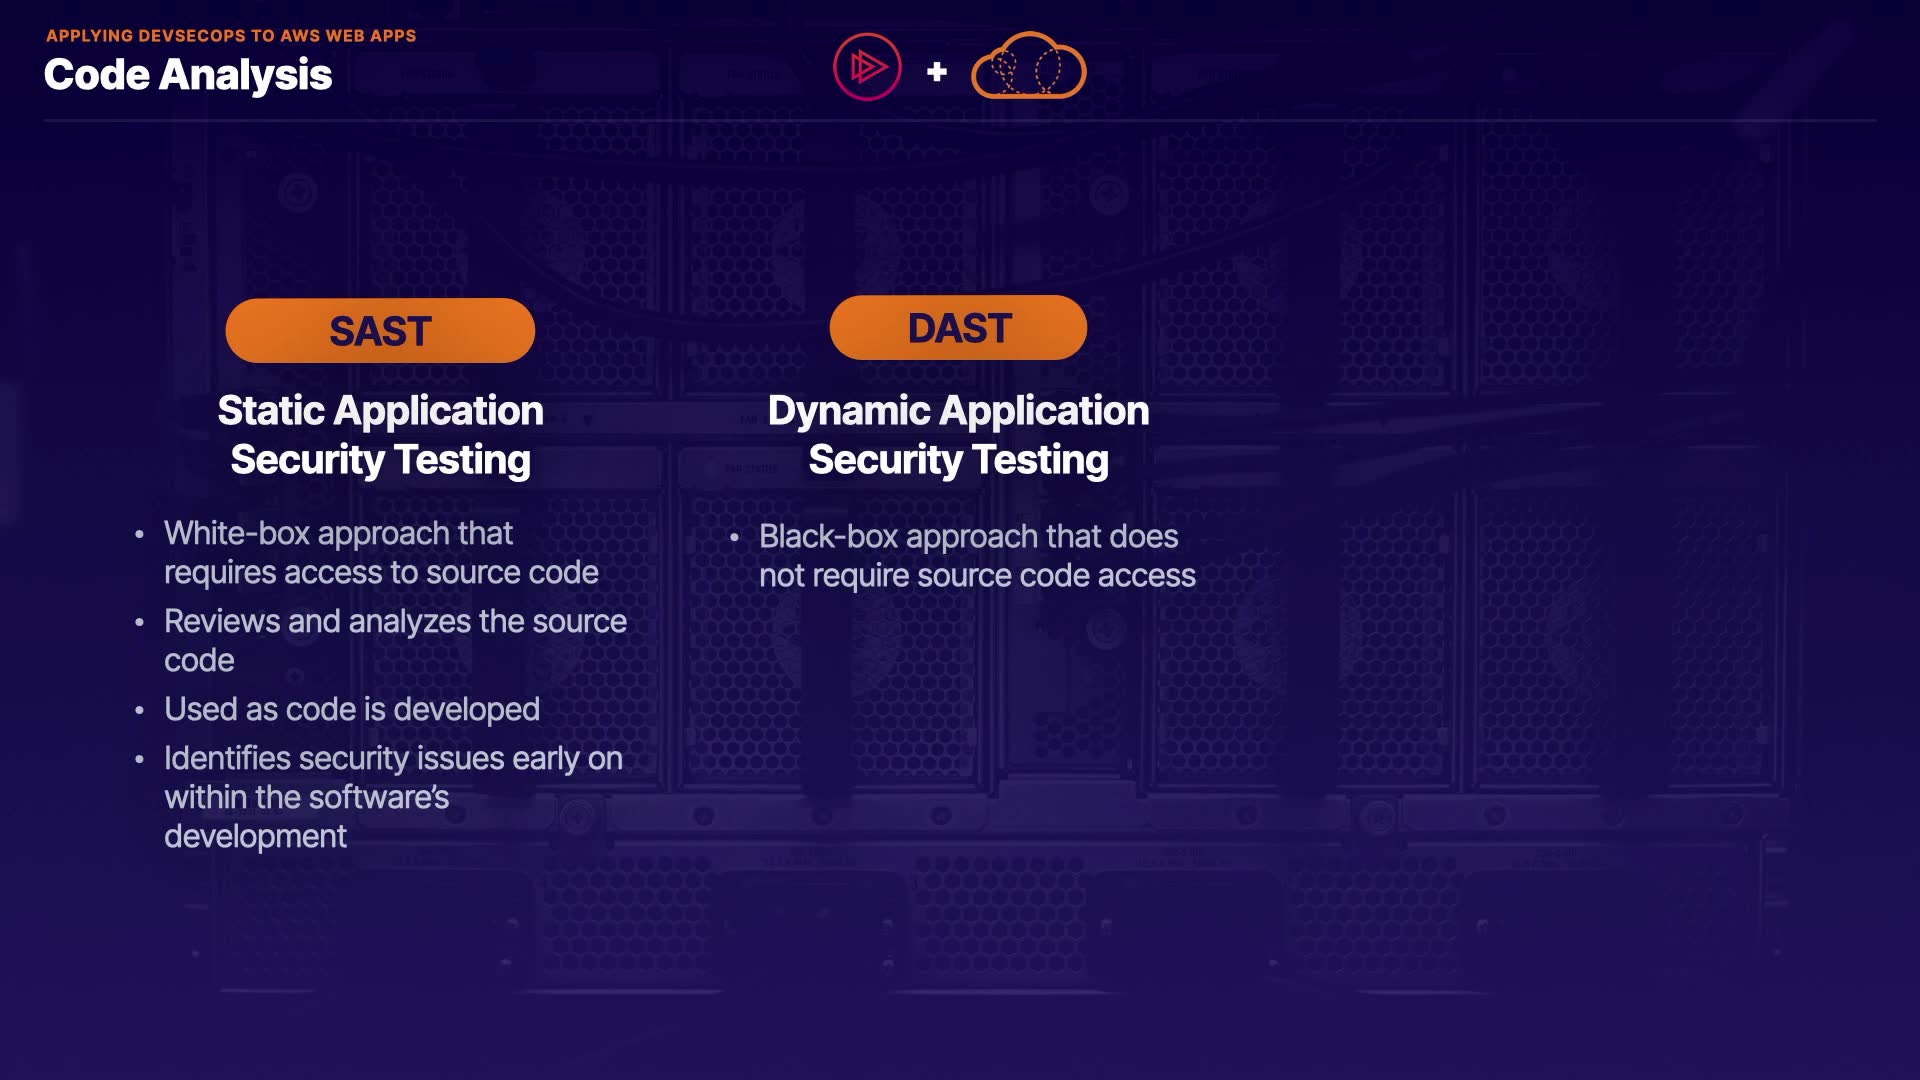 APPLYING DEVSECOPS TO AWS WEB APPS
Code Analysis
+
SAST
Static Application
Security Testing
• White-box approach that
requires access to source code
• Reviews and analyzes the source
code
• Used as code is developed
• Identifies security issues early on
within the software’s
development
DAST
Dynamic Application
Security Testing
• Black-box approach that does
not require source code access